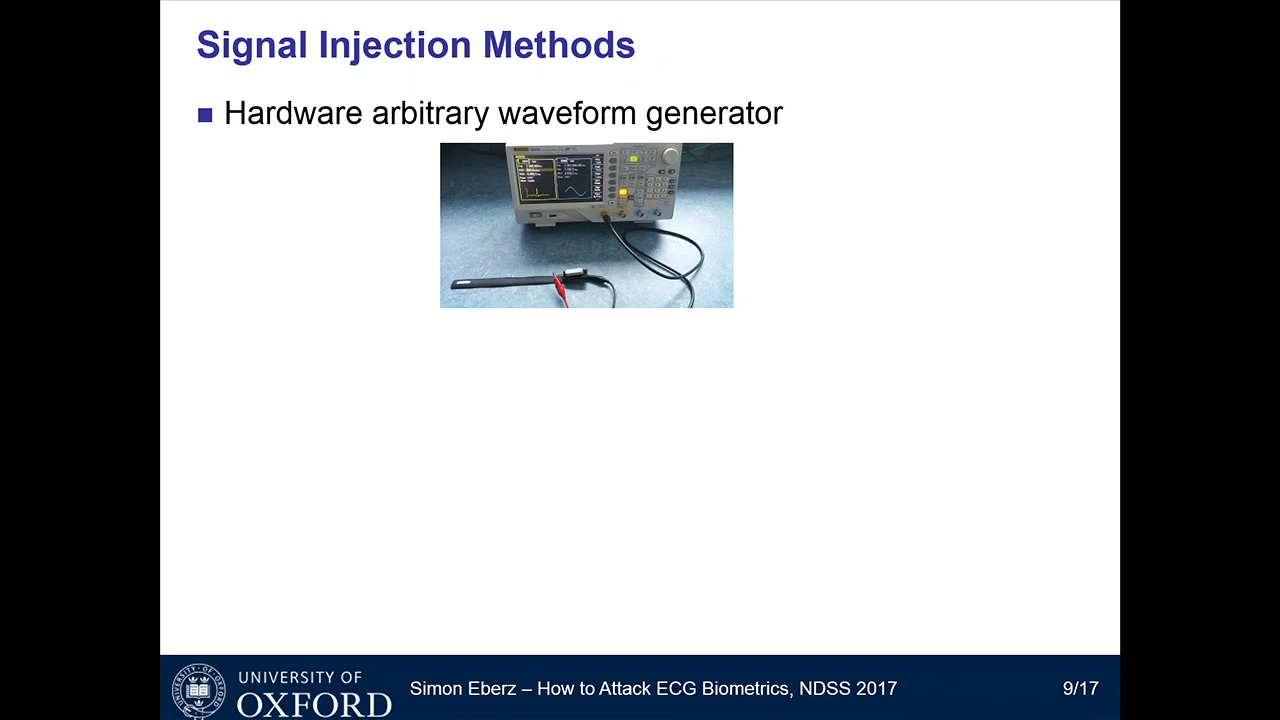 Signal Injection Methods
Hardware arbitrary waveform generator
UNIVERSITY OF
OXFORD
Simon Eberz – How to Attack ECG Biometrics, NDSS 2017
9/17